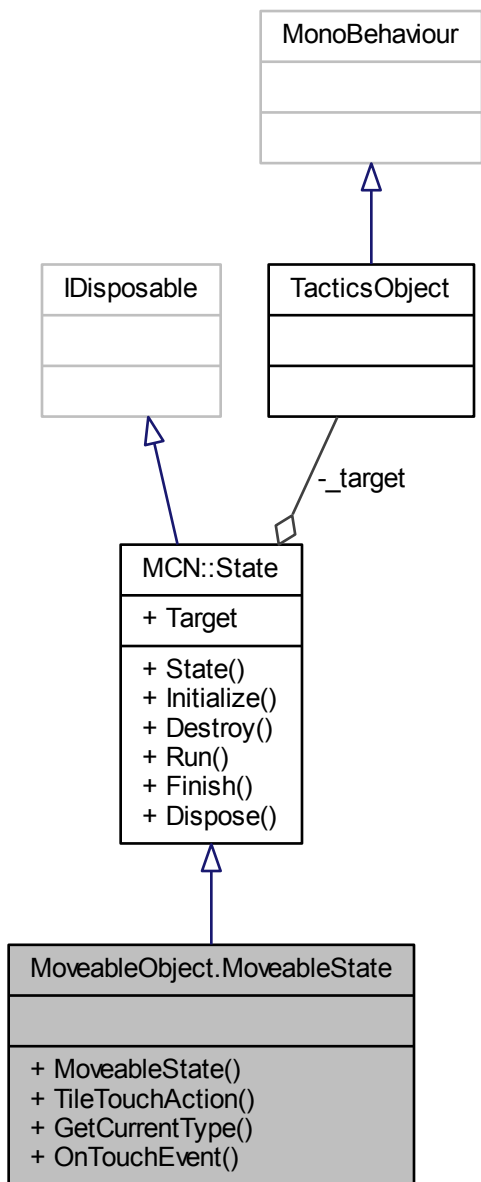 MonoBehaviour
IDisposable
TacticsObject
-_target
MCN::State
+ Target
+ State()
+ Initialize()
+ Destroy()
+ Run()
+ Finish()
+ Dispose()
MoveableObject.MoveableState
+ MoveableState()
+ TileTouchAction()
+ GetCurrentType()
+ OnTouchEvent()